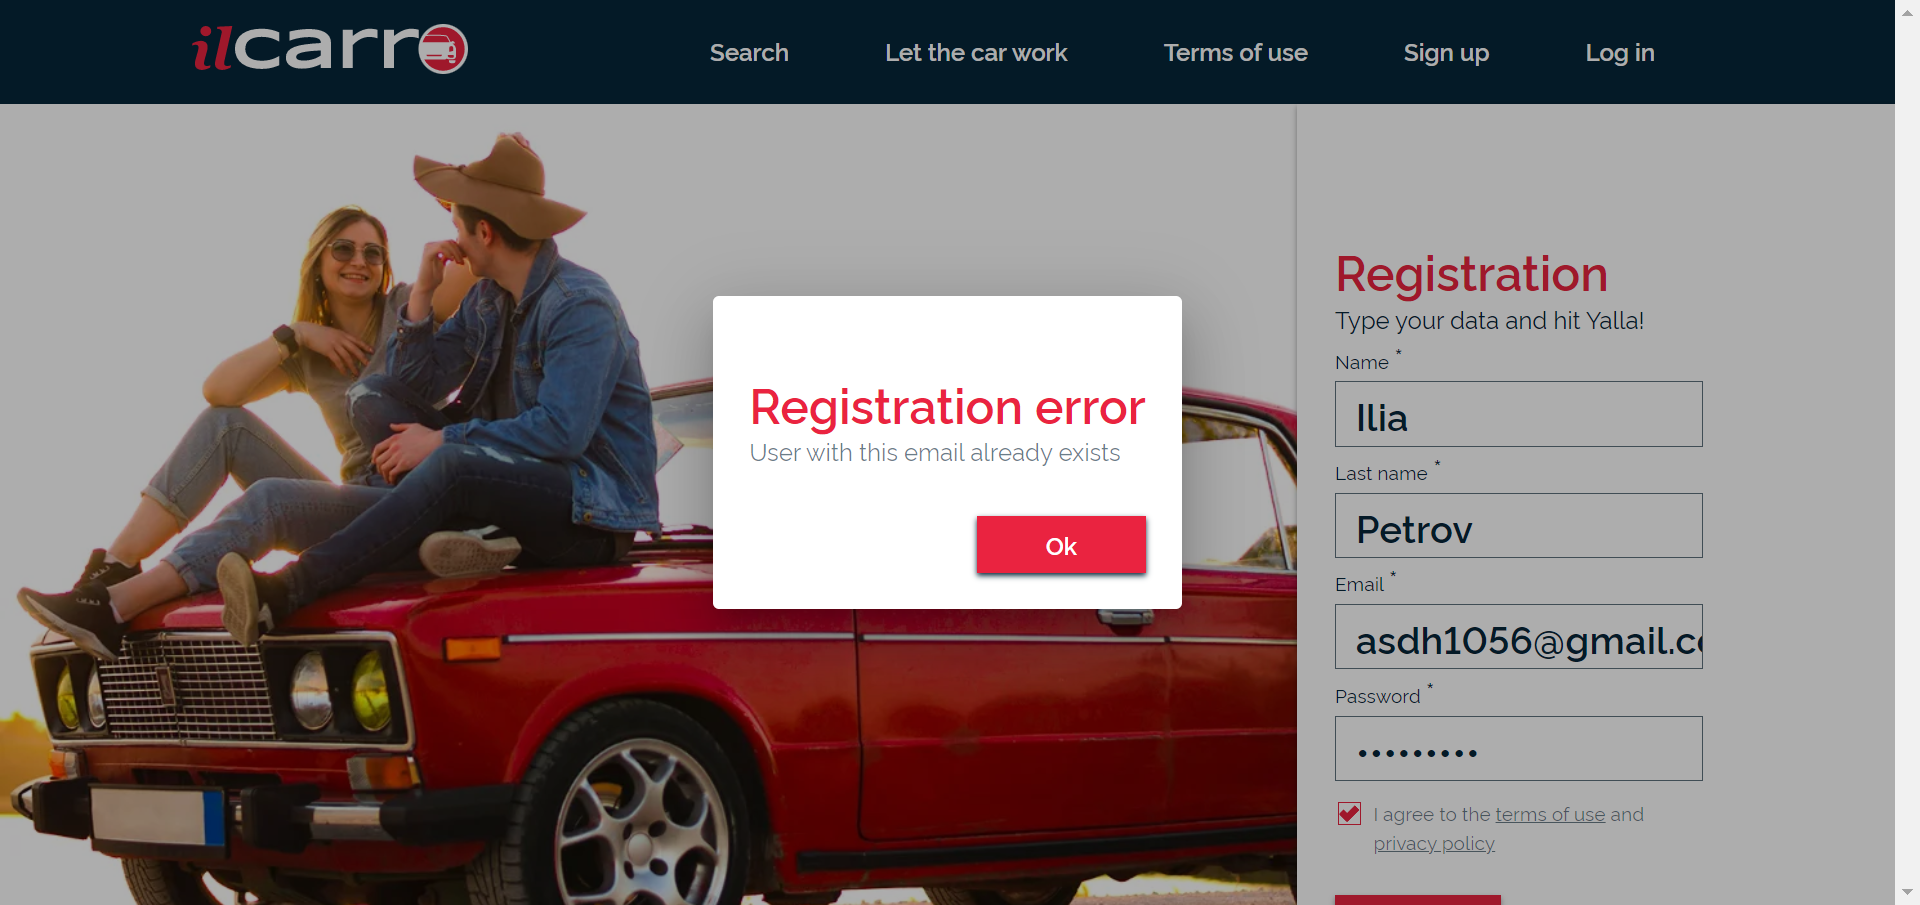 ilcarro
Search
Let the car work
Terms of use
Sign up
Log in
Registration error
User with this email already exists
Ok
Registration
Type your data and hit Yalla!
Name *
Ilia
Last name *
Petrov
Email *
asdh1056@gmail.c
Password *
•••••••••
I agree to the terms of use and
privacy policy